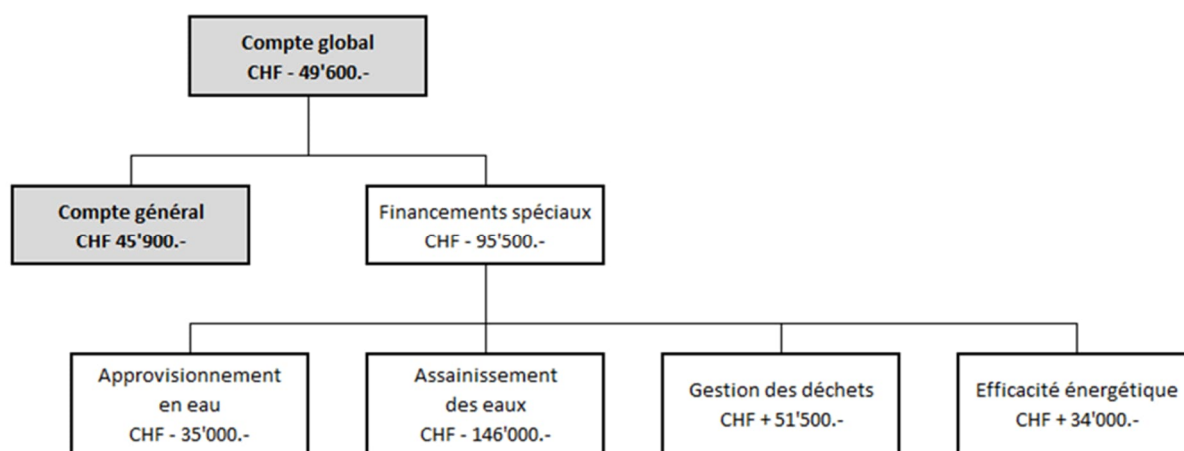 Compte global
CHF - 49'600.-
Compte général
CHF 45'900.-
Financements spéciaux
CHF - 95'500.-
Approvisionnement
en eau
CHF - 35'000.-
Assainissement
des eaux
CHF - 146'000.-
Gestion des déchets
CHF + 51'500.-
Efficacité énergétique
CHF + 34'000.-